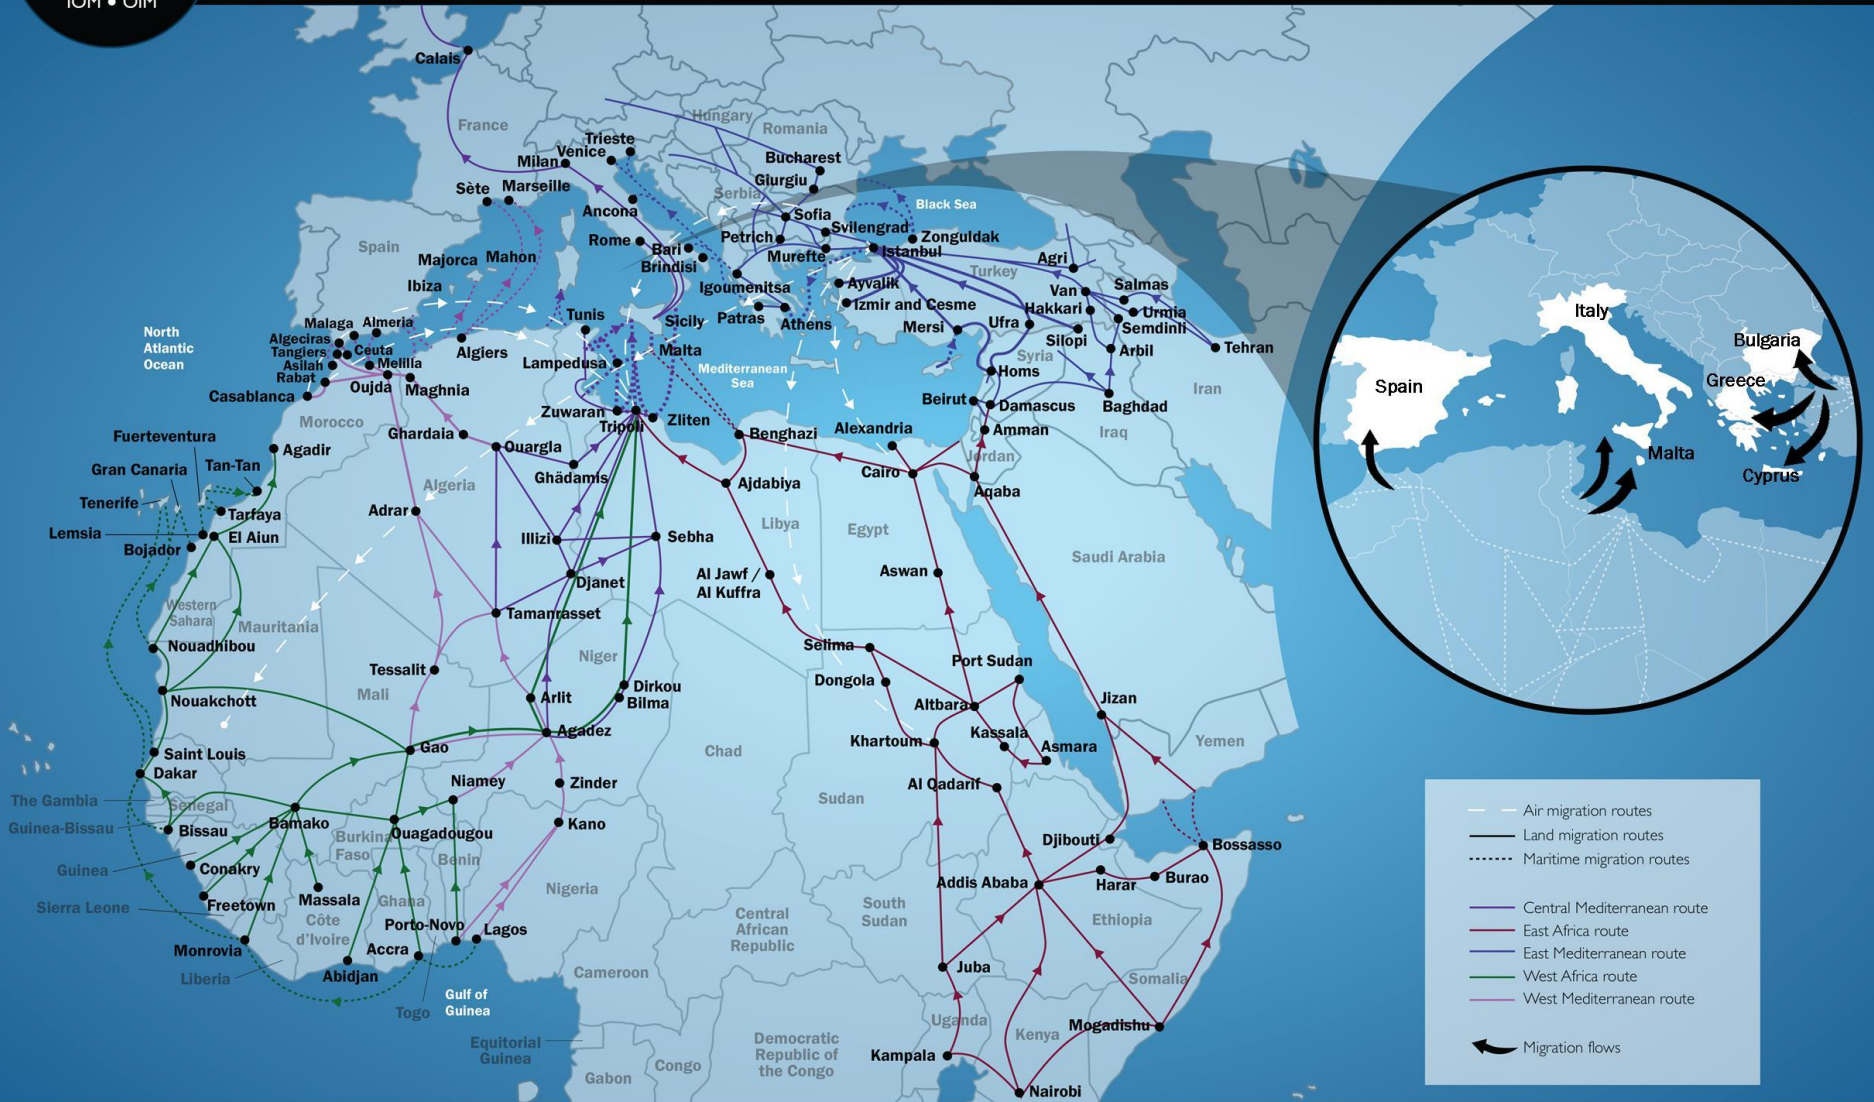 IOM • OIM
Calais
France
Hungary
Romania
Trieste
Venice
Milan
Bucharest
Giurgiu
Sète
Marseille
Serbia
Ancona
Sofia
Black Sea
Svilengrad
Spain
Rome
Bari
Petrich
Zonguldak
Majorca
Mahon
Brindisi
Murefte
Istanbul
Agri
Turkey
Ibiza
Igoumenitsa
Ayvalik
Van
Salmas
Izmir and Cesme
Hakkari
Urmia
North
Atlantic
Ocean
Malaga
Almeria
Tunis
Sicily
Patras
Athens
Mersi
Ufra
Semdinli
Algeciras
Tangiers
Ceuta
Algiers
Malta
Silopi
Arbil
Tehran
Asilah
Melilla
Lampedusa
Mediterranean
Sea
Syria
Homs
Rabat
Oujda
Maghnia
Iran
Casablanca
Beirut
Damascus
Baghdad
Morocco
Zuwaran
Tripoli
Zliten
Benghazi
Alexandria
Amman
Iraq
Fuerteventura
Ghardaia
Ouargla
Jordan
Agadir
Gran Canaria
Tan-Tan
Ghādamis
Cairo
Aqaba
Tenerife
Algeria
Ajdabiya
Tarfaya
Adrar
Libya
Egypt
Lemsia
El Aiun
Illizi
Sebha
Bojador
Saudi Arabia
Djanet
Al Jawf /
Al Kuffra
Aswan
Western
Sahara
Mauritania
Tamanrasset
Nouadhibou
Niger
Selima
Port Sudan
Tessalit
Dirkou
Dongola
Nouakchott
Mali
Arlit
Bilma
Altbara
Jizan
Agadez
Khartoum
Kassala
Yemen
Saint Louis
Gao
Chad
Asmara
Dakar
Niamey
Zinder
Al Qadarif
The Gambia
Senegal
Sudan
Guinea-Bissau
Bissau
Bamako
Burkina
Faso
Ouagadougou
Kano
Djibouti
Bossasso
Guinea
Conakry
Benin
Addis Ababa
Harar
Burao
Sierra Leone
Freetown
Massala
Ghana
Nigeria
South
Sudan
Ethiopia
Côte
d’Ivoire
Porto-Novo
Lagos
Central
African
Republic
Monrovia
Accra
Liberia
Abidjan
Cameroon
Juba
Somalia
Togo
Gulf of
Guinea
Uganda
Kenya
Mogadishu
Equitorial
Guinea
Gabon
Congo
Democratic
Republic of
the Congo
Kampala
Nairobi
Italy
Bulgaria
Spain
Greece
Malta
Cyprus
Air migration routes
Land migration routes
Maritime migration routes
Central Mediterranean route
East Africa route
East Mediterranean route
West Africa route
West Mediterranean route
Migration flows